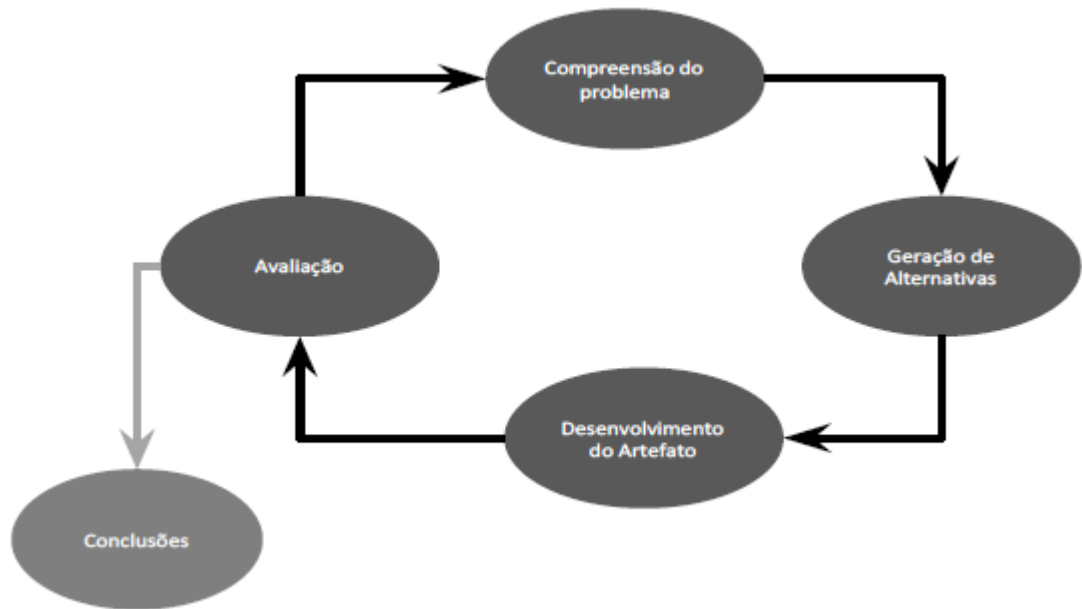 Compreensão do
problema
Avaliação
Geração de
Alternativas
Desenvolvimento
do Artefato
Conclusões